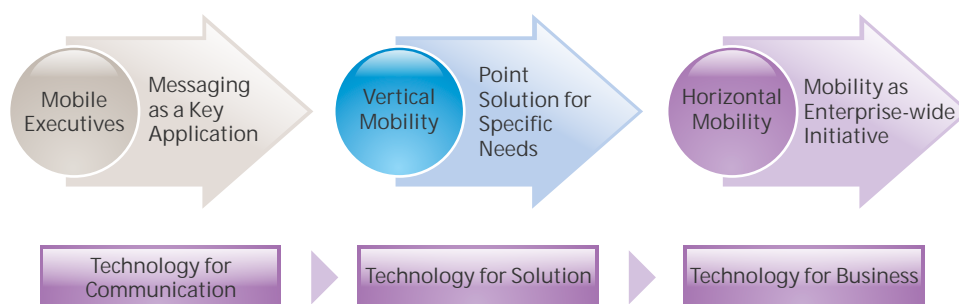 Mobile
Executives
Messaging
as a Key
Application
Vertical
Mobility
Point
Solution for
Specific
Needs
Horizontal
Mobility
Mobility as
Enterprise-wide
Initiative
Technology for
Communication
Technology for Solution
Technology for Business